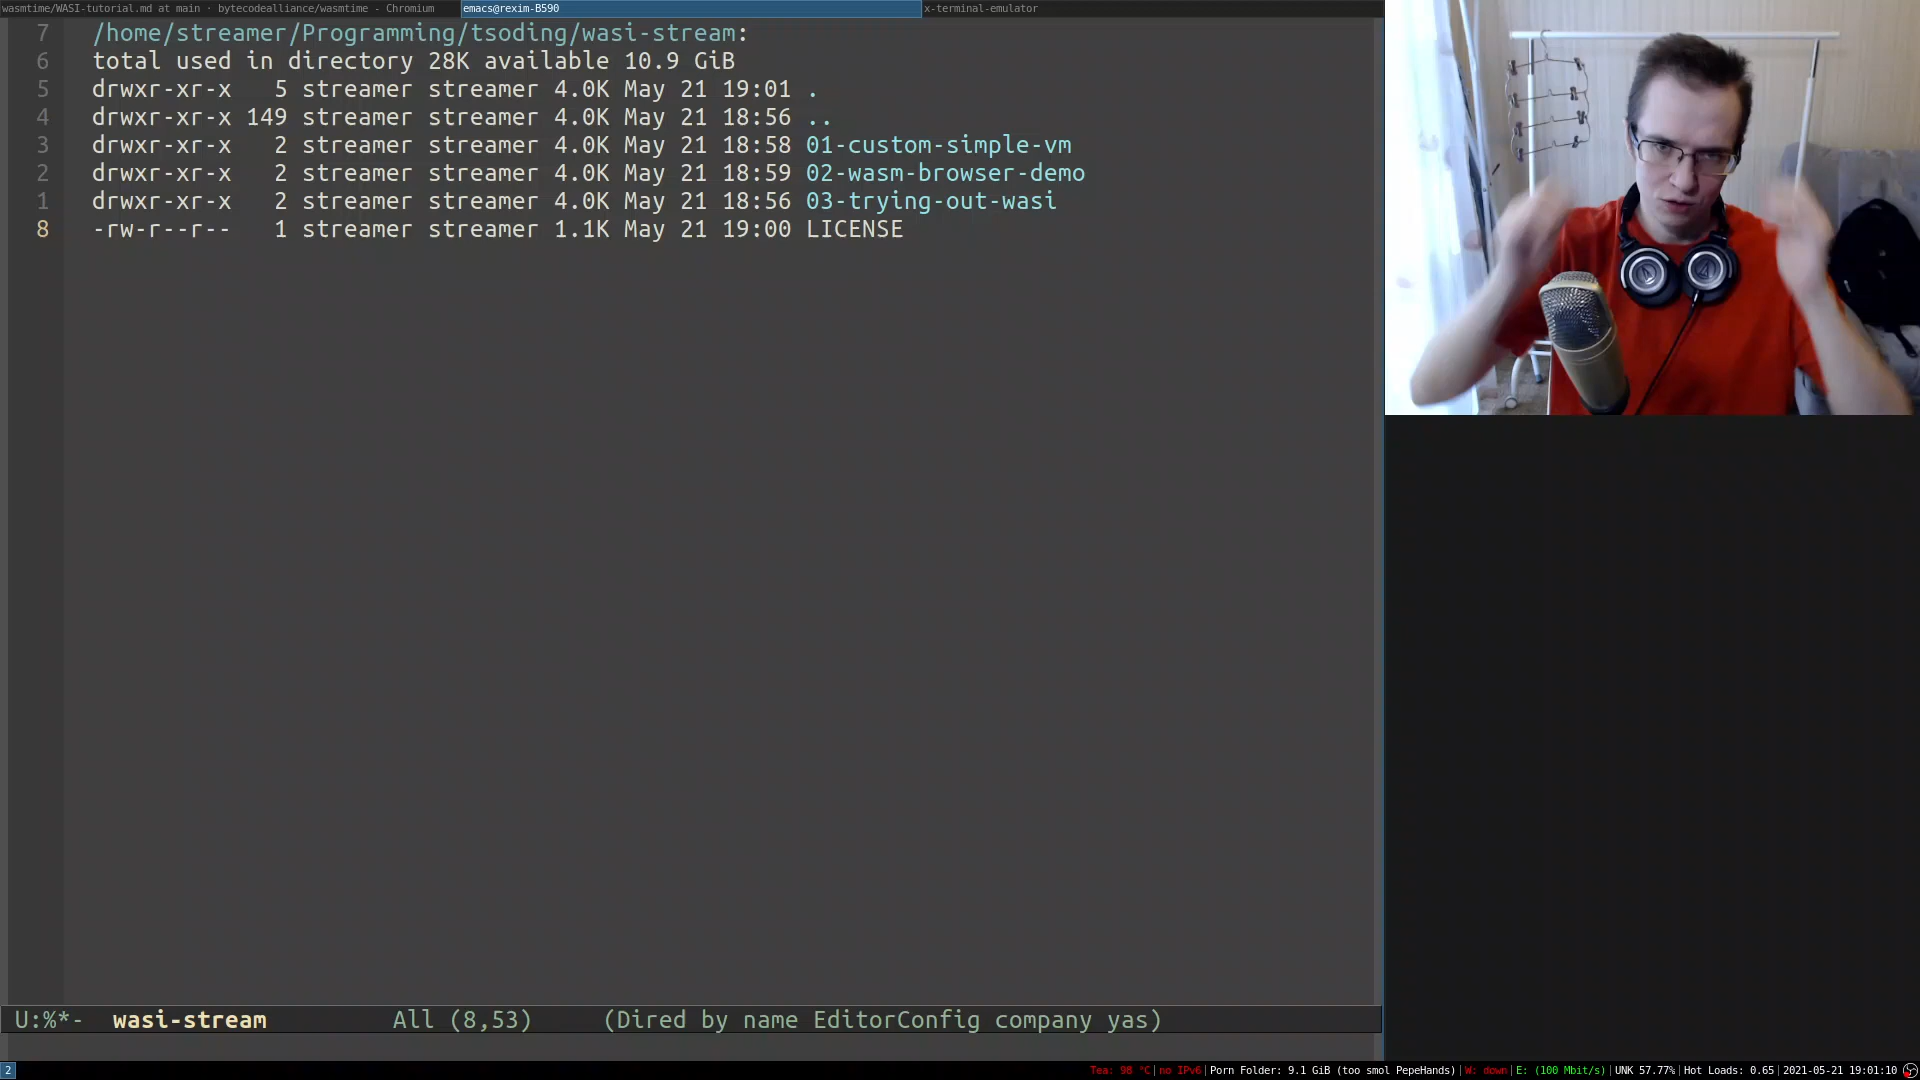 wasmtime/WASI-tutorial.md at main · bytecodealliance/wasmtime - Chromium
emacs@rexim-B590
x-terminal-emulator
7 /home/streamer/Programming/tsoding/wasi-stream:
6 total used in directory 28K available 10.9 GiB
5 drwxr-xr-x 5 streamer streamer 4.0K May 21 19:01 .
4 drwxr-xr-x 149 streamer streamer 4.0K May 21 18:56 ..
3 drwxr-xr-x 2 streamer streamer 4.0K May 21 18:58 01-custom-simple-vm
2 drwxr-xr-x 2 streamer streamer 4.0K May 21 18:59 02-wasm-browser-demo
1 drwxr-xr-x 2 streamer streamer 4.0K May 21 18:56 03-trying-out-wasi
8 -rw-r--r-- 1 streamer streamer 1.1K May 21 19:00 LICENSE
U:%*- wasi-stream All (8,53) (Dired by name EditorConfig company yas)
2 Tea: 98 °C|no IPv6|Porn Folder: 9.1 GiB (too smol PepeHands)|W: down|E: (100 Mbit/s)|UNK 57.77%|Hot Loads: 0.65|2021-05-21 19:01:10